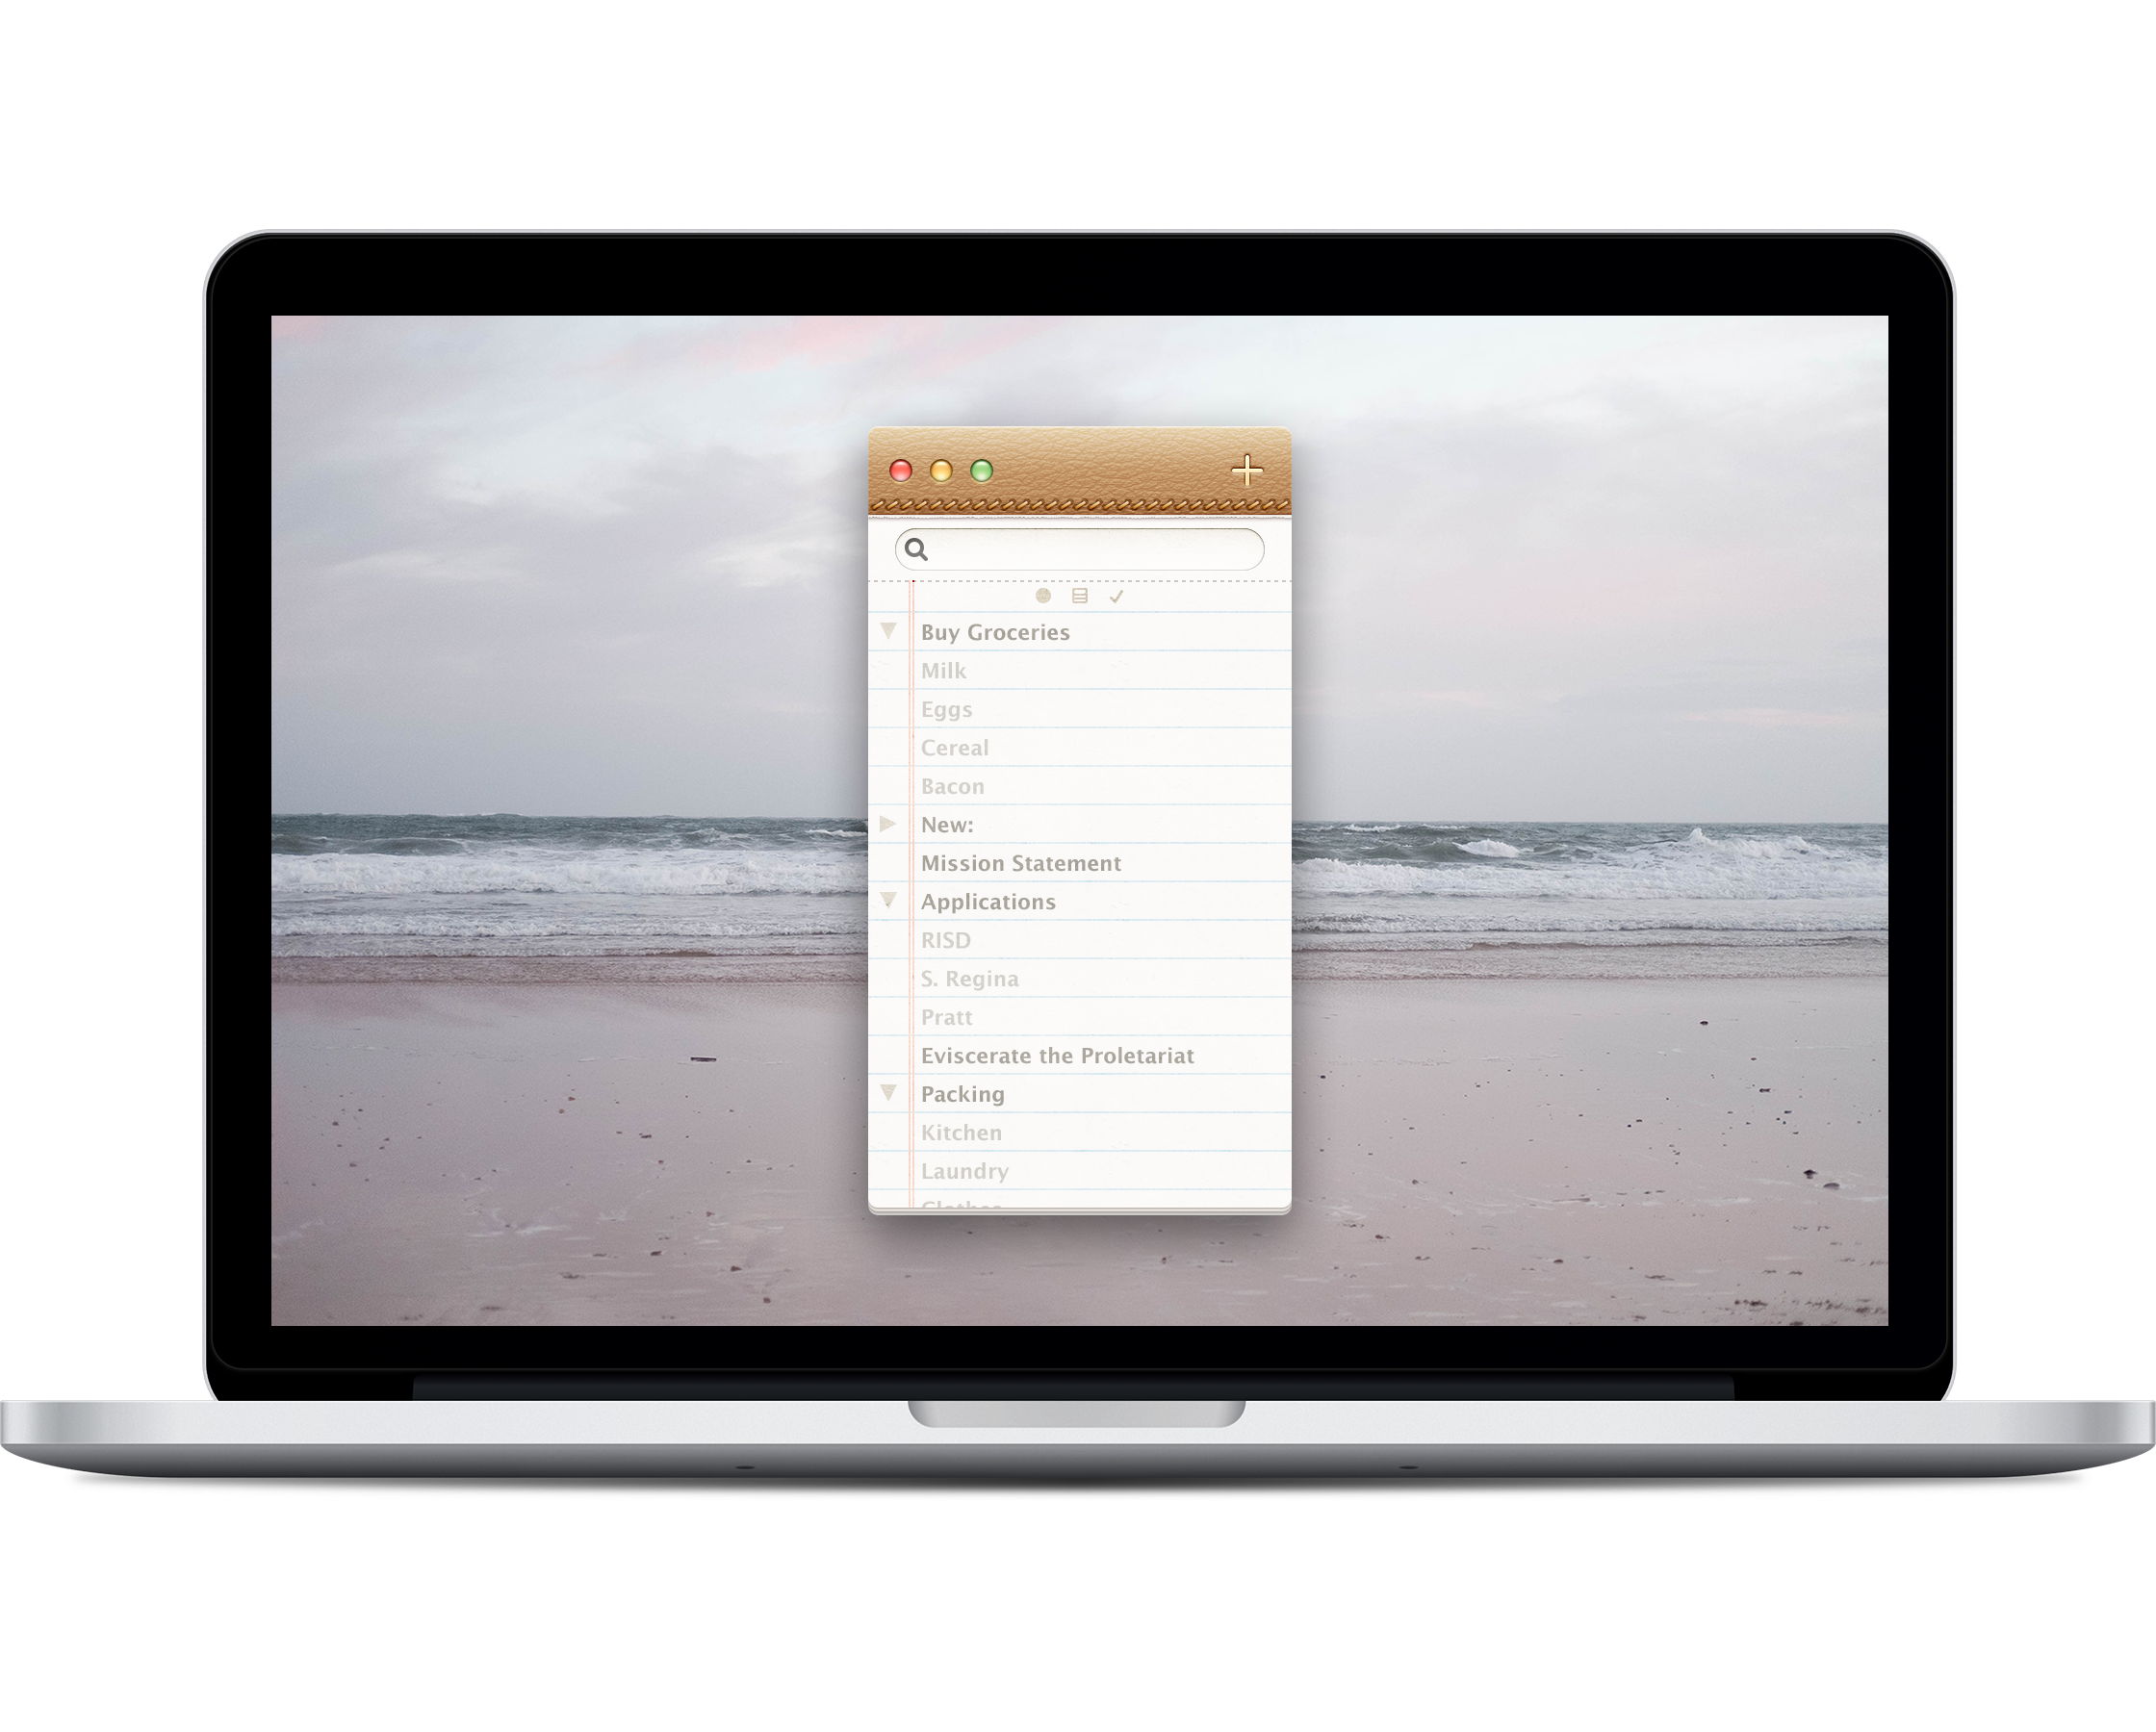 Buy Groceries
Milk
Eggs
Cereal
Bacon
New:
Mission Statement
Applications
RISD
S. Regina
Pratt
Eviscerate the Proletariat
Packing
Kitchen
Laundry
Clothes